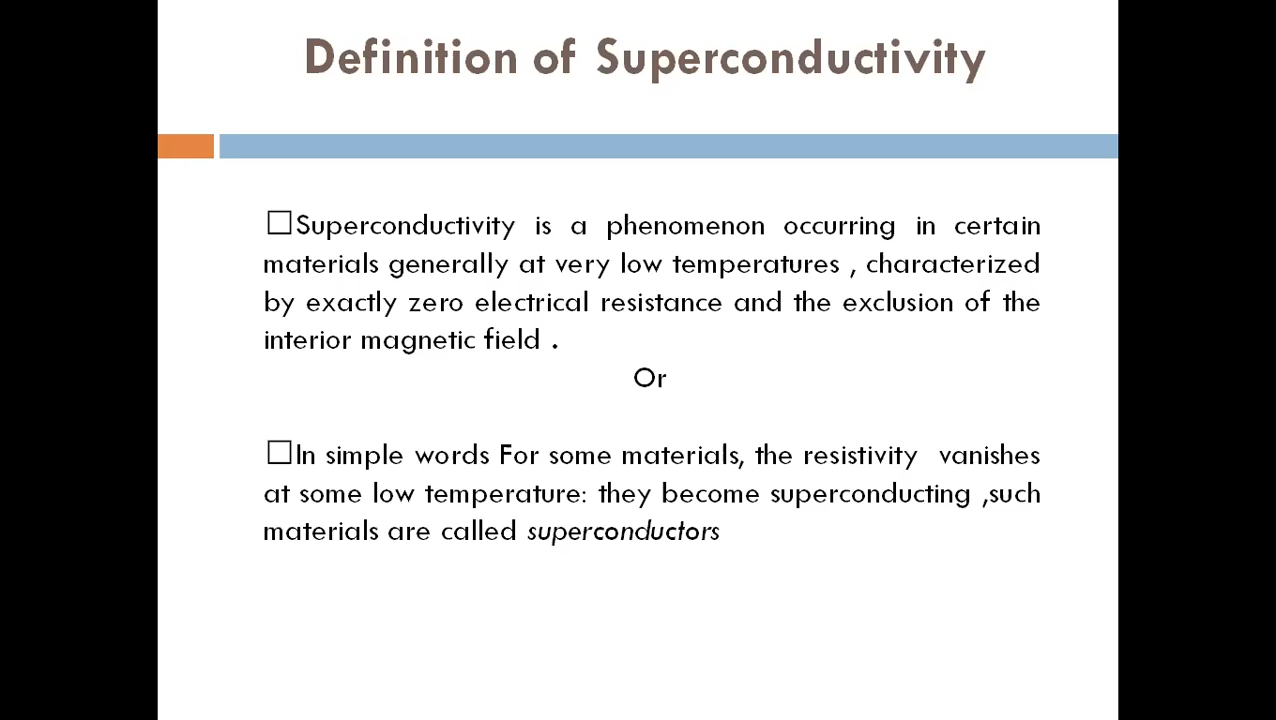 Definition of Superconductivity
□Superconductivity is a phenomenon occurring in certain
materials generally at very low temperatures , characterized
by exactly zero electrical resistance and the exclusion of the
interior magnetic field .
Or
□In simple words For some materials, the resistivity vanishes
at some low temperature: they become superconducting ,such
materials are called superconductors